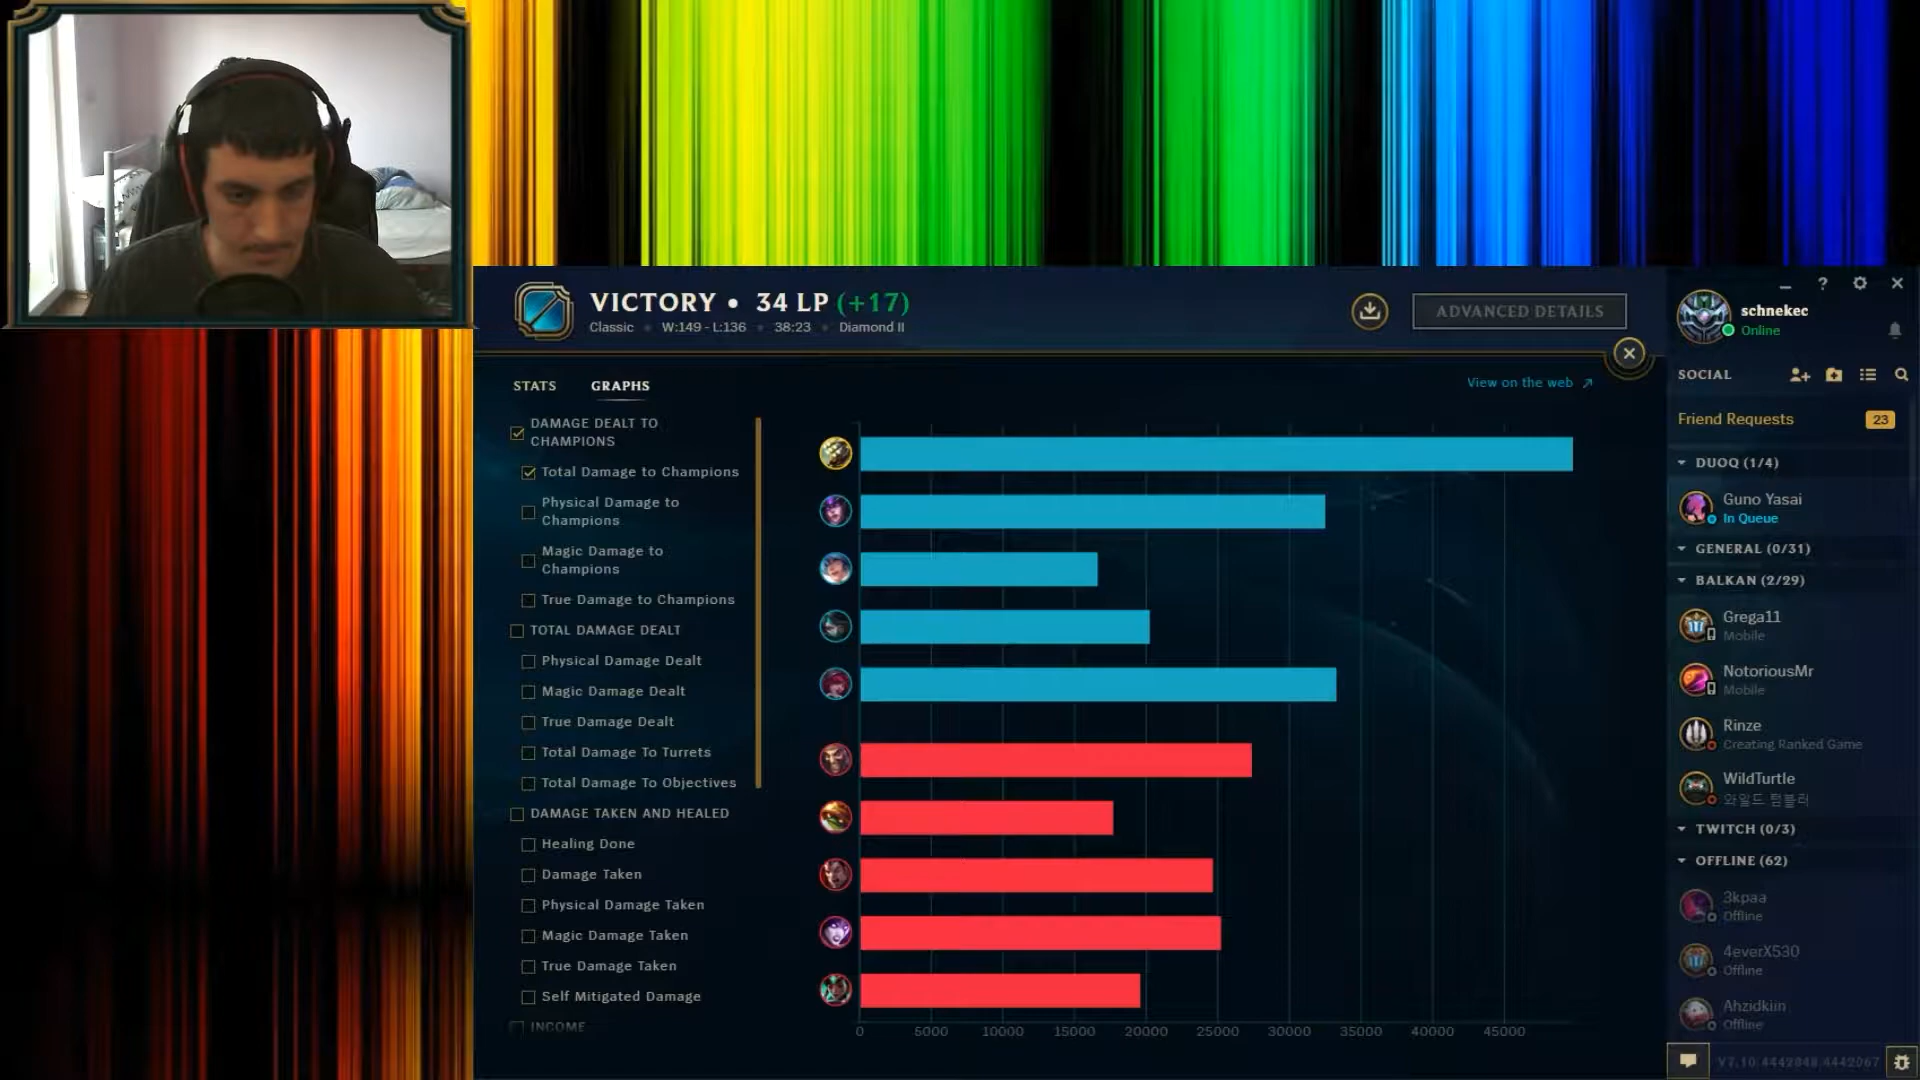 VICTORY • 34 LP (+17)
Classic • W:149 - L:136 • 38:23 • Diamond II
ADVANCED DETAILS
STATS
GRAPHS
View on the web
DAMAGE DEALT TO
CHAMPIONS
Total Damage to Champions
Physical Damage to
Champions
Magic Damage to
Champions
True Damage to Champions
TOTAL DAMAGE DEALT
Physical Damage Dealt
Magic Damage Dealt
True Damage Dealt
Total Damage To Turrets
Total Damage To Objectives
DAMAGE TAKEN AND HEALED
Healing Done
Damage Taken
Physical Damage Taken
Magic Damage Taken
True Damage Taken
Self Mitigated Damage
INCOME
0 5000 10000 15000 20000 25000 30000 35000 40000 45000
schnekec
Online
SOCIAL
Friend Requests 23
DUOQ (1/4)
Guno Yasai
In Queue
GENERAL (0/31)
BALKAN (2/29)
Grega11
Mobile
NotoriousMr
Mobile
Rinze
Creating Ranked Game
WildTurtle
와일드 텀블러
TWITCH (0/3)
OFFLINE (62)
3kpaa
Offline
4everX530
Offline
Ahzidkiin
Offline